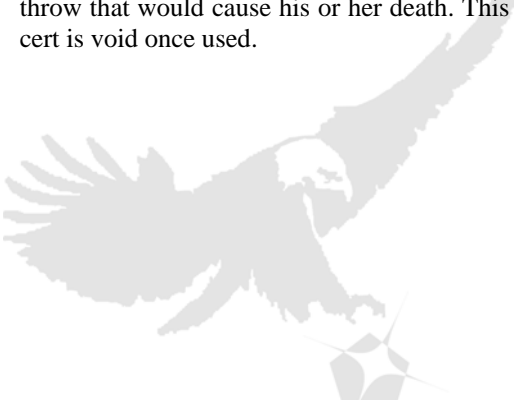 throw that would cause his or her death. This
cert is void once used.